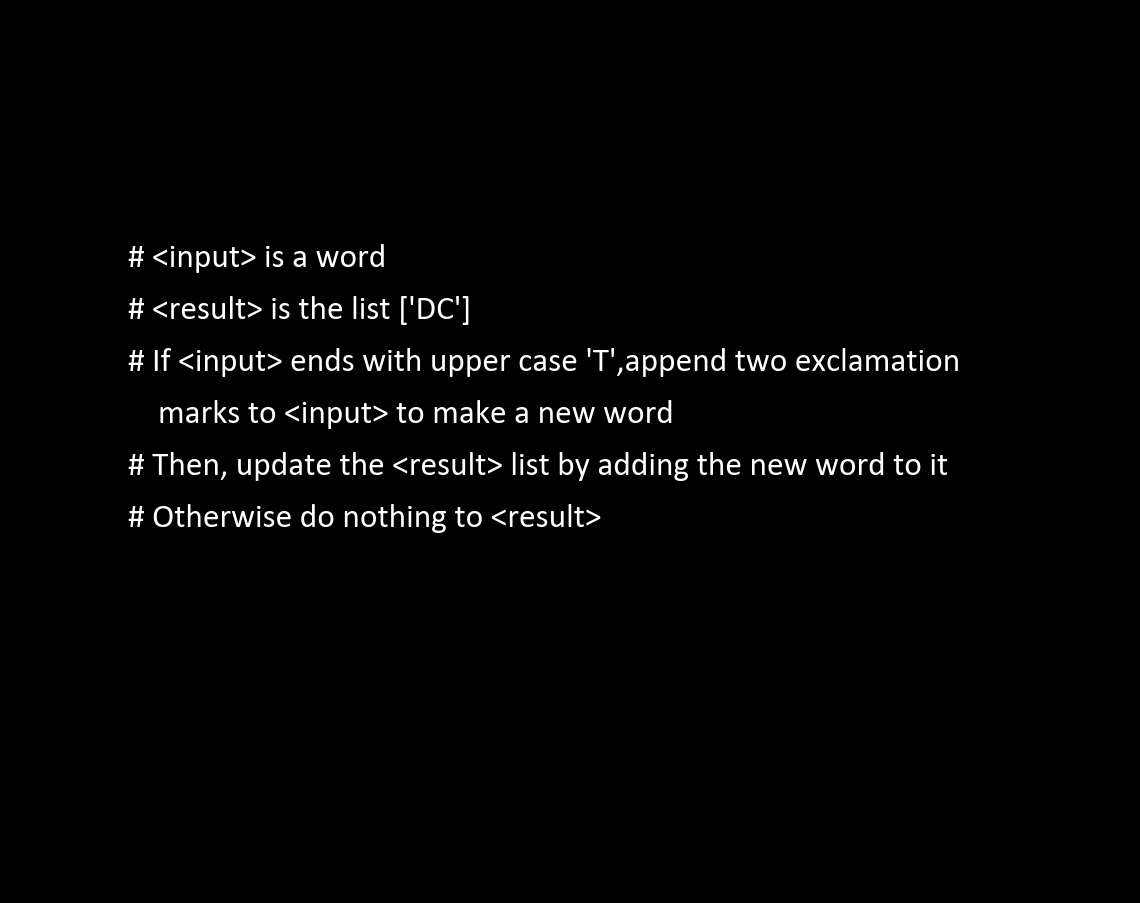 # <input> is a word
# <result> is the list ['DC']
# If <input> ends with upper case 'T',append two exclamation
marks to <input> to make a new word
# Then, update the <result> list by adding the new word to it
# Otherwise do nothing to <result>